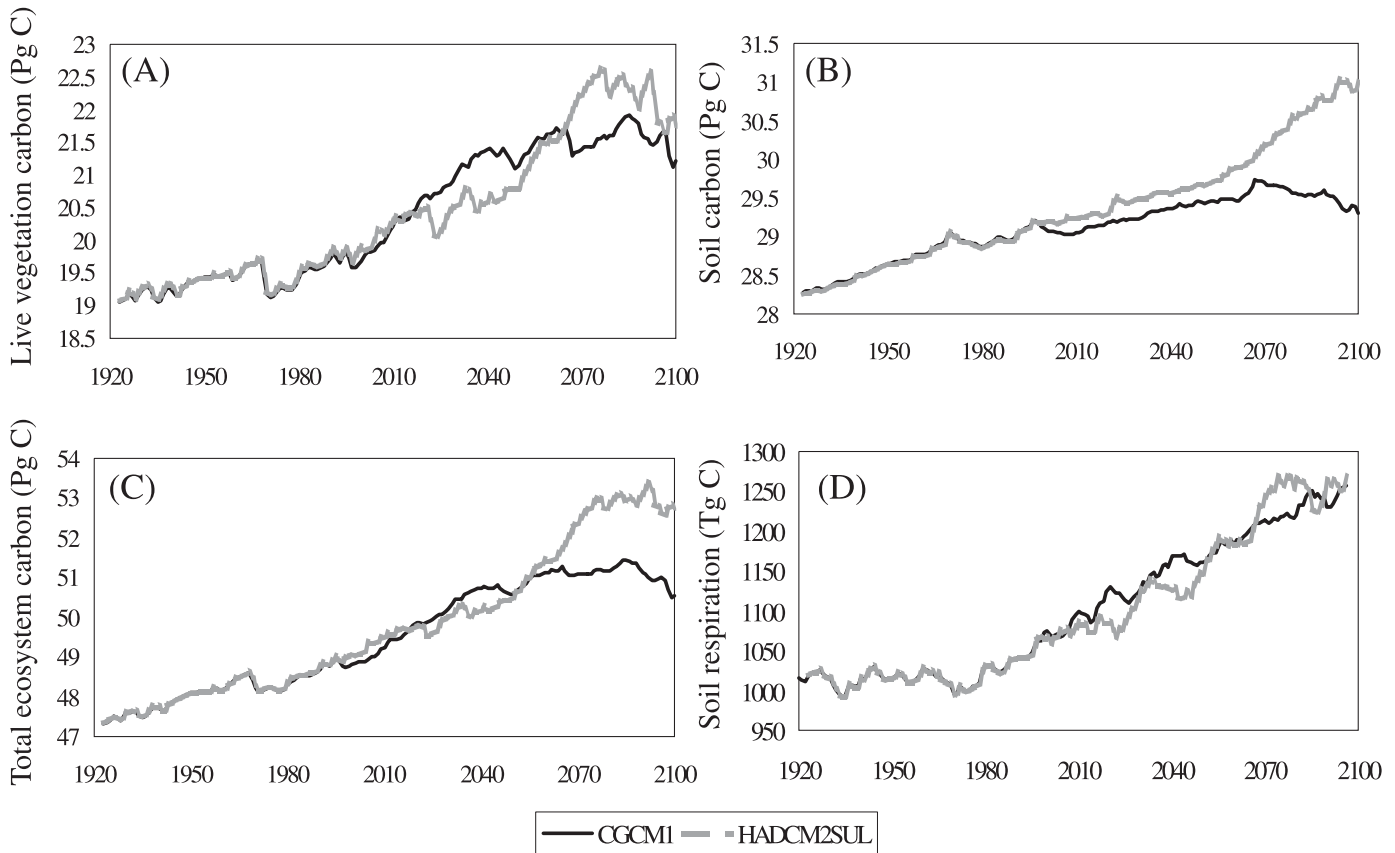 Live vegetation carbon (Pg C)
(A)
23
22.5
22
21.5
21
20.5
20
19.5
19
18.5
1920 1950 1980 2010 2040 2070 2100
Soil carbon (Pg C)
(B)
31.5
31
30.5
30
29.5
29
28.5
28
1920 1950 1980 2010 2040 2070 2100
Total ecosystem carbon (Pg C)
(C)
54
53
52
51
50
49
48
47
1920 1950 1980 2010 2040 2070 2100
Soil respiration (Tg C)
(D)
1300
1250
1200
1150
1100
1050
1000
950
1920 1950 1980 2010 2040 2070 2100
CGCM1 HADCM2SUL